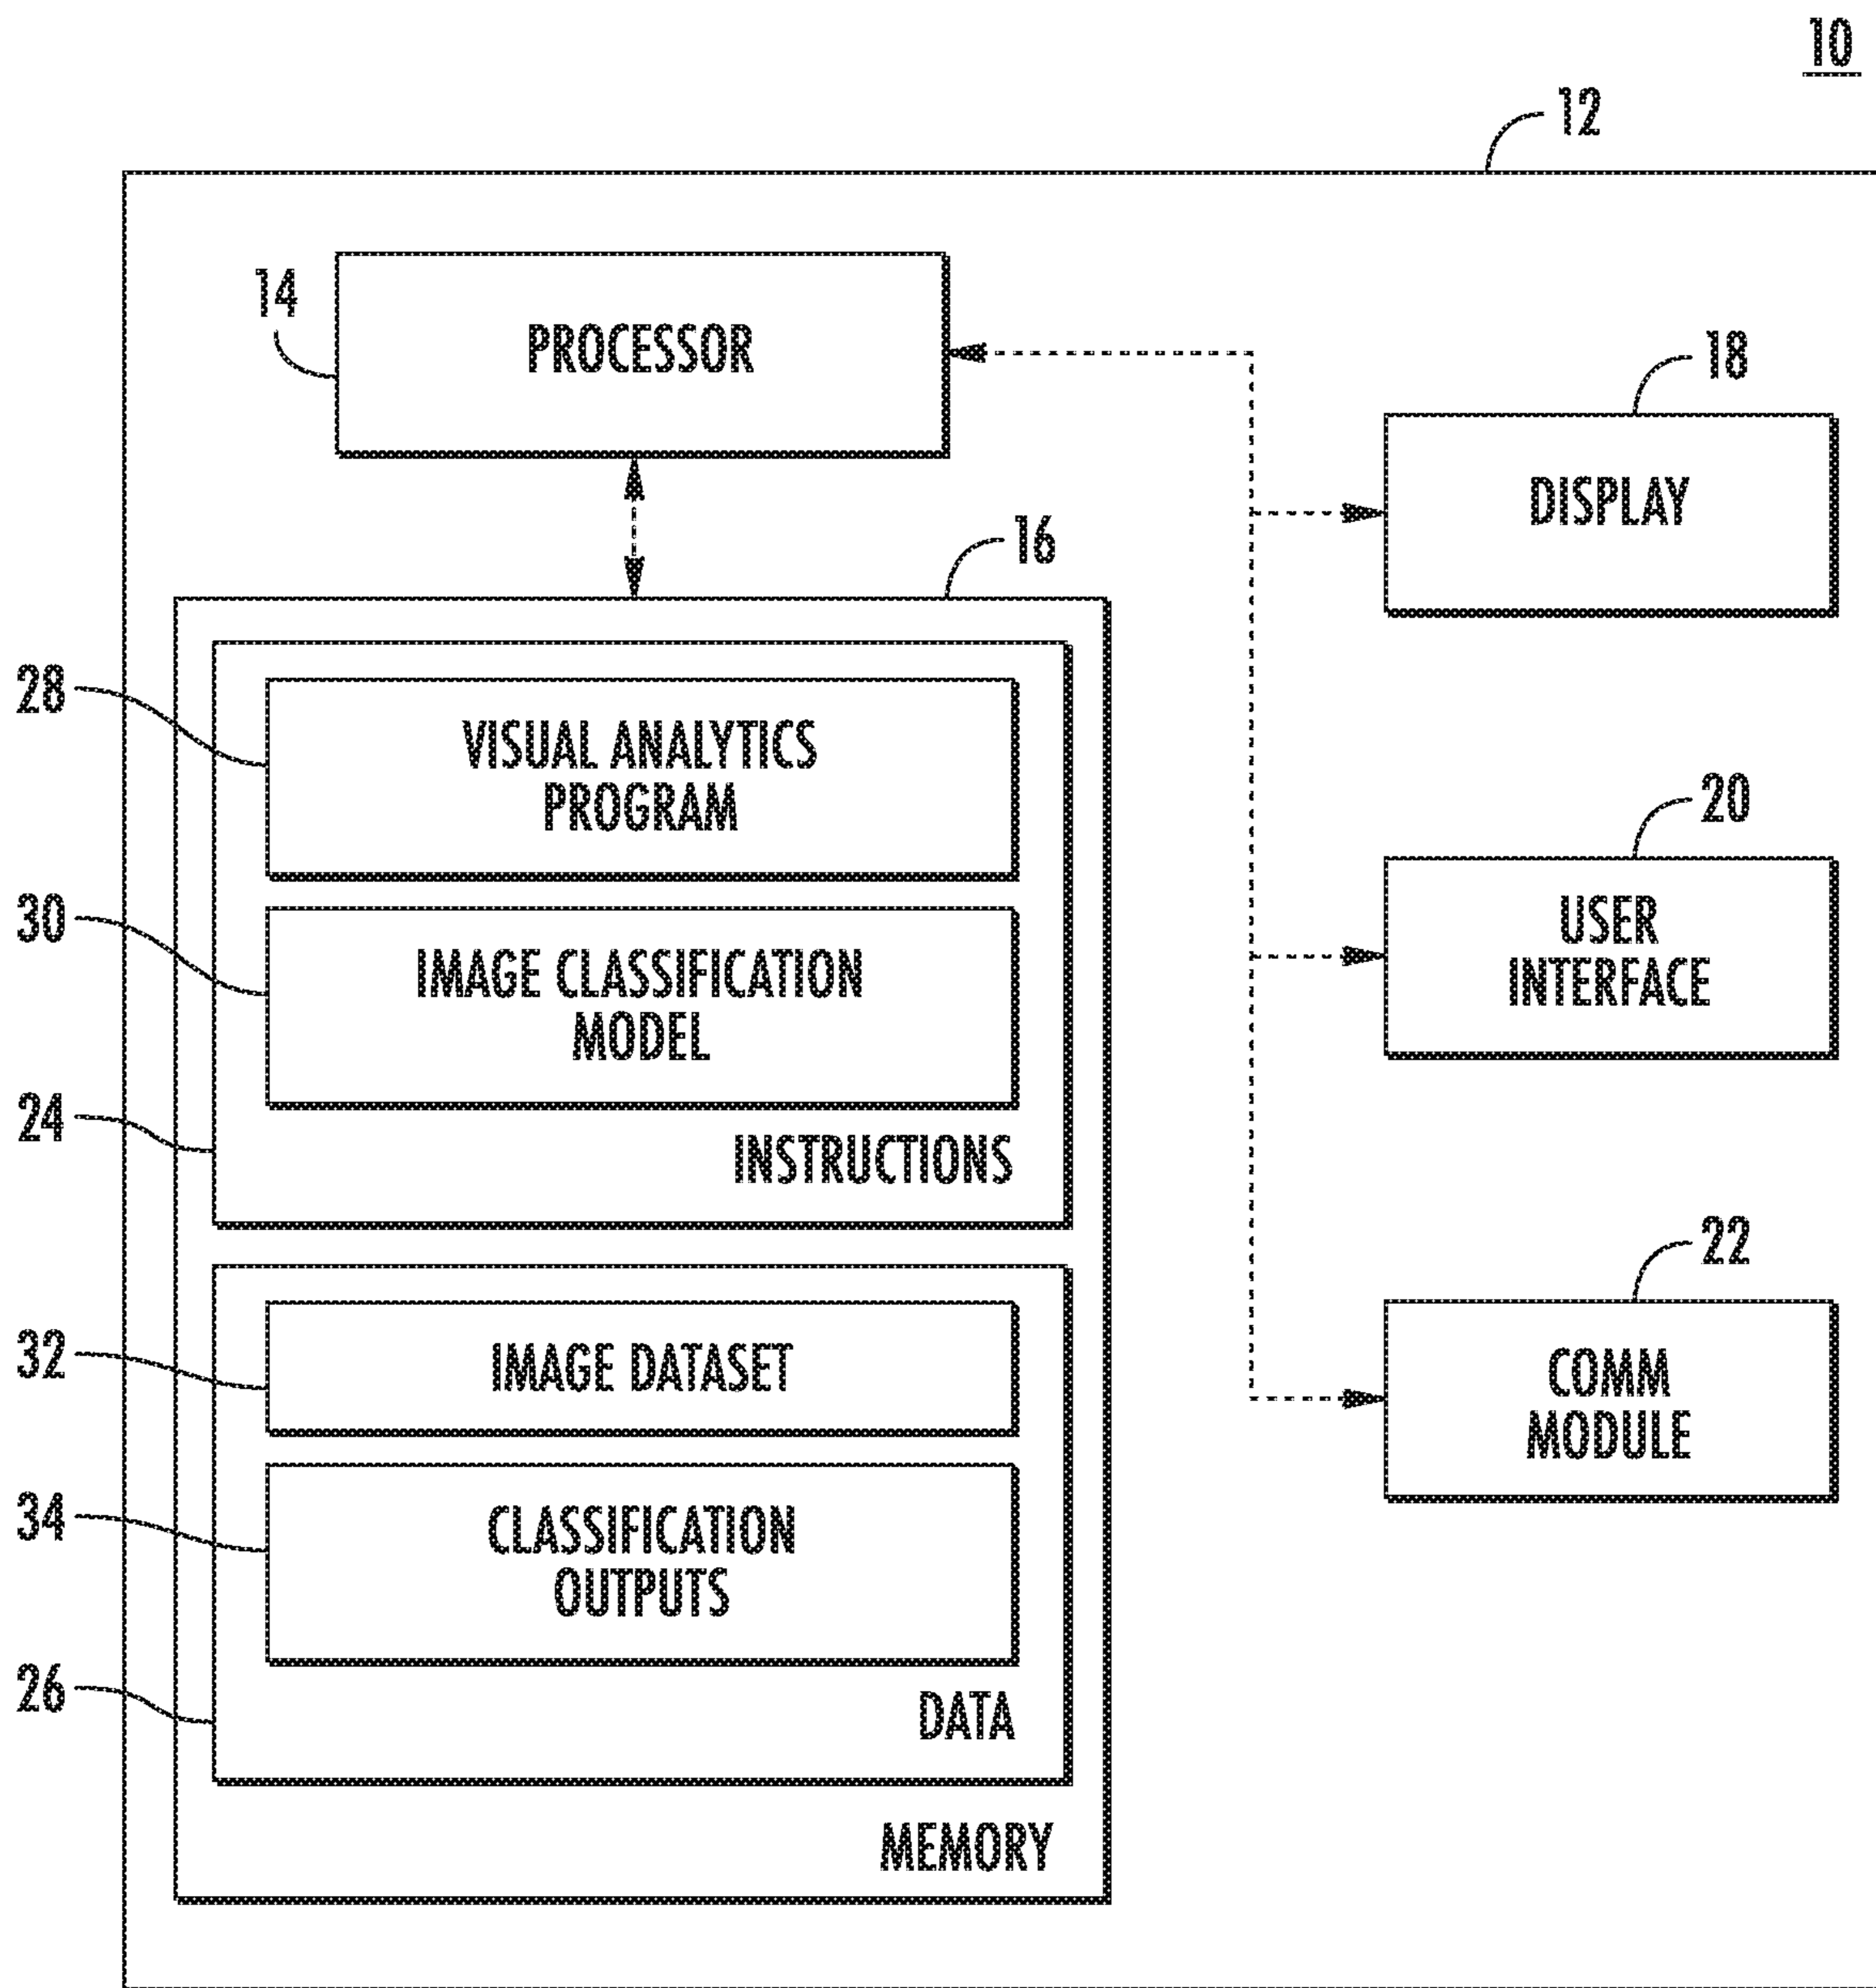 10
12
14
PROCESSOR
18
DISPLAY
16
28
VISUAL ANALYTICS
PROGRAM
20
USER
INTERFACE
30
IMAGE CLASSIFICATION
MODEL
24
INSTRUCTIONS
22
COMM
MODULE
32
IMAGE DATASET
34
CLASSIFICATION
OUTPUTS
26
DATA
MEMORY